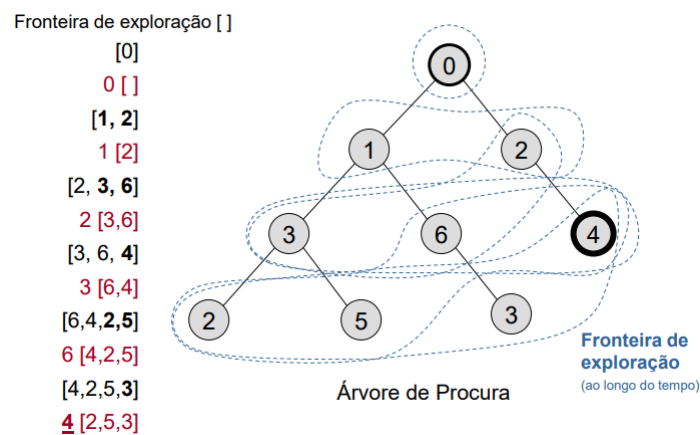 Fronteira de exploração [ ]
[0]
0 [ ]
[1, 2]
1 [2]
[2, 3, 6]
2 [3,6]
[3, 6, 4]
3 [6,4]
[6,4,2,5]
6 [4,2,5]
[4,2,5,3]
4 [2,5,3]
0
1
2
3
6
4
2
5
3
Árvore de Procura
Fronteira de
exploração
(ao longo do tempo)